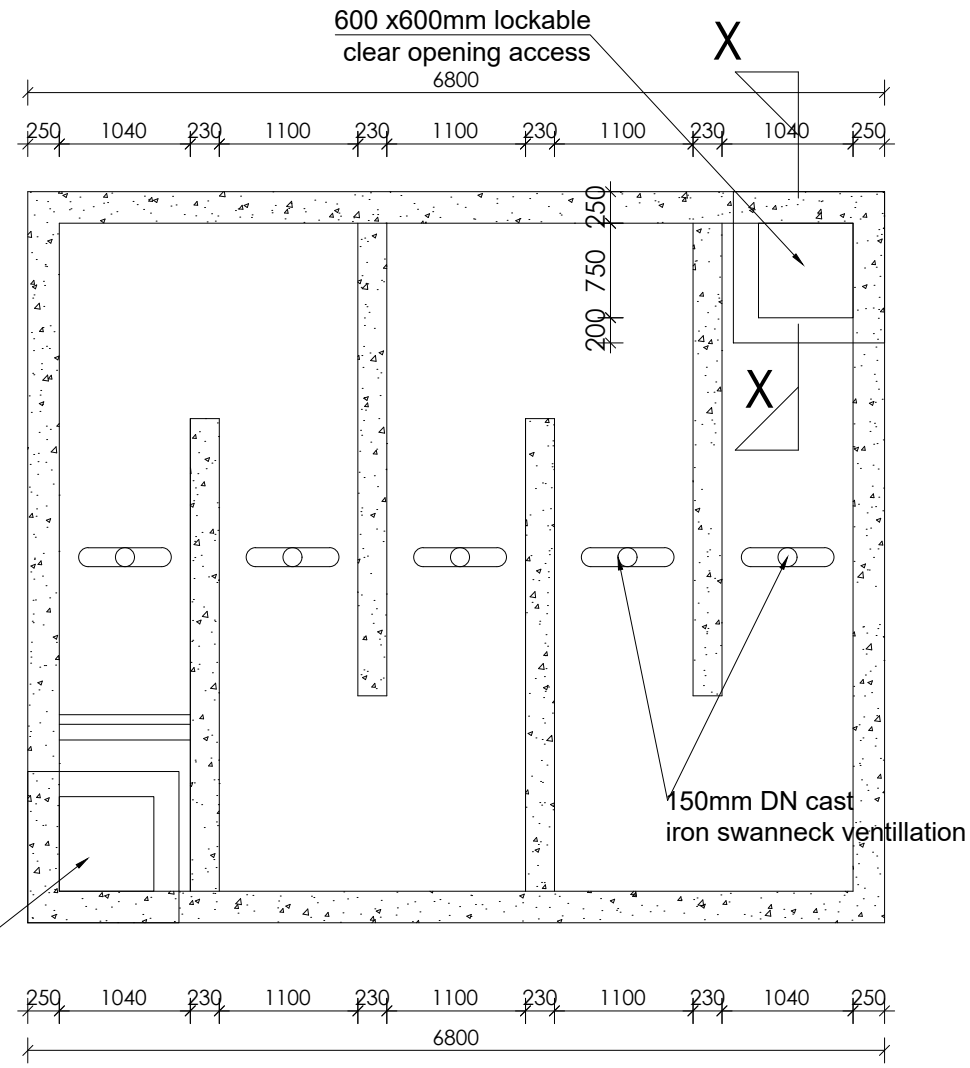 600 x600mm lockable
clear opening access
X
6800
250 1040 230 1100 230 1100 230 1100 230 1040 250
250
750
200
X
150mm DN cast
iron swanneck ventillation
250 1040 230 1100 230 1100 230 1100 230 1040 250
6800